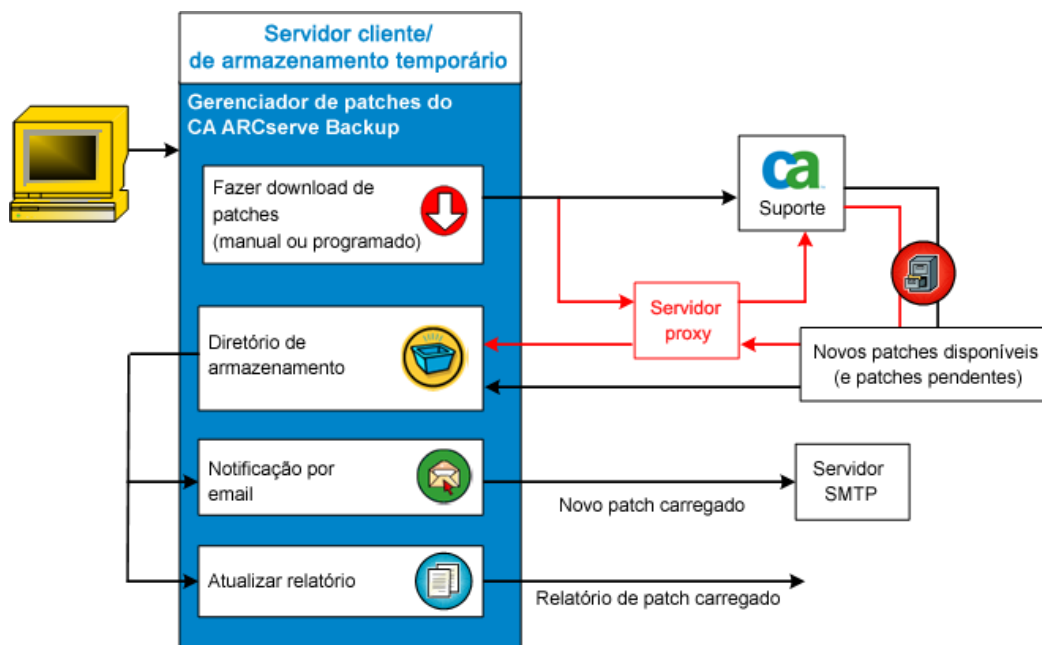 Servidor cliente/
de armazenamento temporário
Gerenciador de patches do
CA ARCserve Backup
Fazer download de
patches
(manual ou programado)
ca
Suporte
Servidor
proxy
Diretório de
armazenamento
Novos patches disponíveis
(e patches pendentes)
Notificação por
email
Novo patch carregado
Servidor
SMTP
Atualizar relatório
Relatório de patch carregado